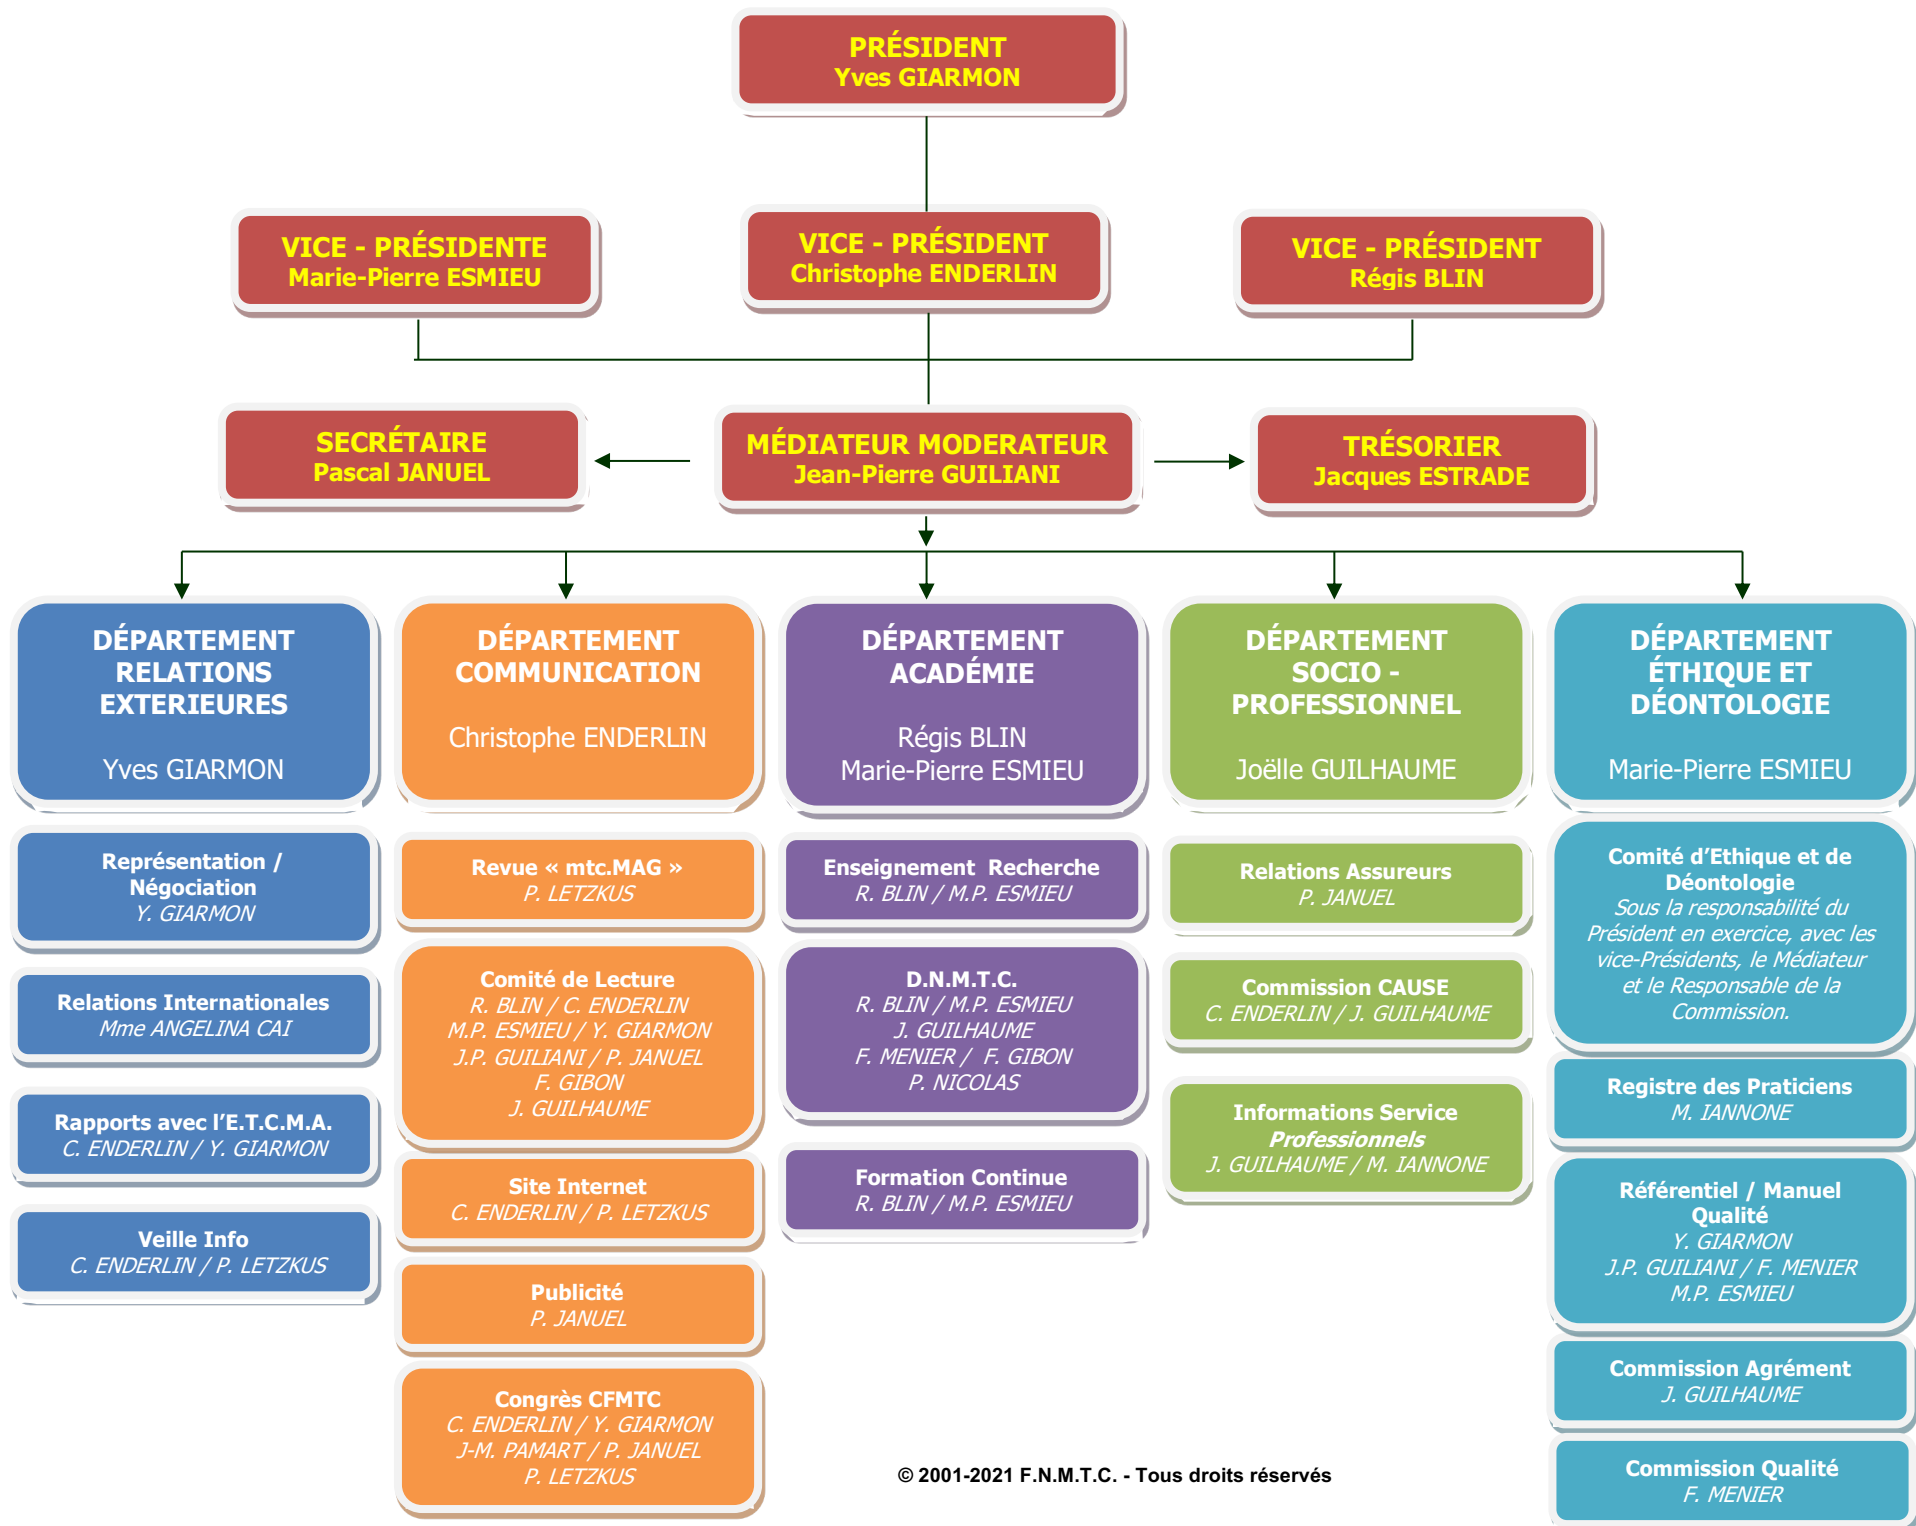 PRÉSIDENT
Yves GIARMON
VICE - PRÉSIDENTE
Marie-Pierre ESMIEU
VICE - PRÉSIDENT
Christophe ENDERLIN
VICE - PRÉSIDENT
Régis BLIN
SECRÉTAIRE
Pascal JANUEL
MÉDIATEUR MODERATEUR
Jean-Pierre GUILIANI
TRÉSORIER
Jacques ESTRADE
DÉPARTEMENT
RELATIONS
EXTERIEURES
Yves GIARMON
Représentation /
Négociation
Y. GIARMON
Relations Internationales
Mme ANGELINA CAI
Rapports avec l'E.T.C.M.A.
C. ENDERLIN / Y. GIARMON
Veille Info
C. ENDERLIN / P. LETZKUS
DÉPARTEMENT
COMMUNICATION
Christophe ENDERLIN
Revue « mtc.MAG »
P. LETZKUS
Comité de Lecture
R. BLIN / C. ENDERLIN
M.P. ESMIEU / Y. GIARMON
J.P. GUILIANI / P. JANUEL
F. GIBON
J. GUILHAUME
Site Internet
C. ENDERLIN / P. LETZKUS
Publicité
P. JANUEL
Congrès CFMTC
C. ENDERLIN / Y. GIARMON
J-M. PAMART / P. JANUEL
P. LETZKUS
DÉPARTEMENT
ACADÉMIE
Régis BLIN
Marie-Pierre ESMIEU
Enseignement Recherche
R. BLIN / M.P. ESMIEU
D.N.M.T.C.
R. BLIN / M.P. ESMIEU
J. GUILHAUME
F. MENIER / F. GIBON
P. NICOLAS
Formation Continue
R. BLIN / M.P. ESMIEU
DÉPARTEMENT
SOCIO -
PROFESSIONNEL
Joëlle GUILHAUME
Relations Assureurs
P. JANUEL
Commission CAUSE
C. ENDERLIN / J. GUILHAUME
Informations Service
Professionnels
J. GUILHAUME / M. IANNONE
DÉPARTEMENT
ÉTHIQUE ET
DÉONTOLOGIE
Marie-Pierre ESMIEU
Comité d'Ethique et de
Déontologie
Sous la responsabilité du
Président en exercice, avec les
vice-Présidents, le Médiateur
et le Responsable de la
Commission.
Registre des Praticiens
M. IANNONE
Référentiel / Manuel
Qualité
Y. GIARMON
J.P. GUILIANI / F. MENIER
M.P. ESMIEU
Commission Agrément
J. GUILHAUME
Commission Qualité
F. MENIER
© 2001-2021 F.N.M.T.C. - Tous droits réservés